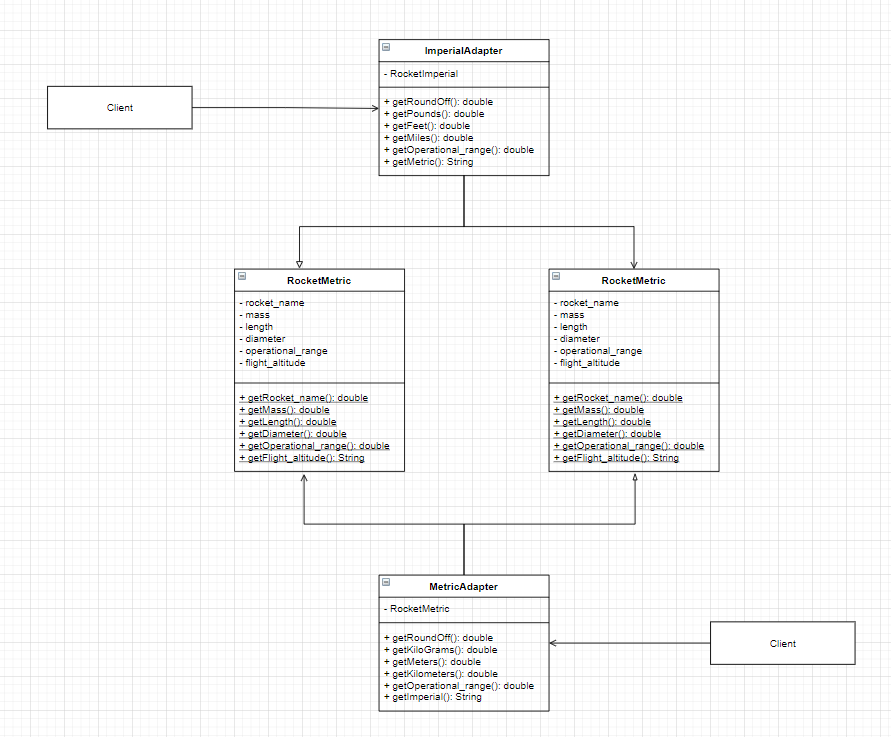 ImperialAdapter
- RocketImperial
+ getRoundOff(): double
+ getPounds(): double
+ getFeet(): double
+ getMiles(): double
+ getOperational_range(): double
+ getMetric(): String
Client
RocketMetric
- rocket_name
- mass
- length
- diameter
- operational_range
- flight_altitude
+ getRocket_name(): double
+ getMass(): double
+ getLength(): double
+ getDiameter(): double
+ getOperational_range(): double
+ getFlight_altitude(): String
RocketMetric
- rocket_name
- mass
- length
- diameter
- operational_range
- flight_altitude
+ getRocket_name(): double
+ getMass(): double
+ getLength(): double
+ getDiameter(): double
+ getOperational_range(): double
+ getFlight_altitude(): String
MetricAdapter
- RocketMetric
+ getRoundOff(): double
+ getKiloGrams(): double
+ getMeters(): double
+ getKilometers(): double
+ getOperational_range(): double
+ getImperial(): String
Client